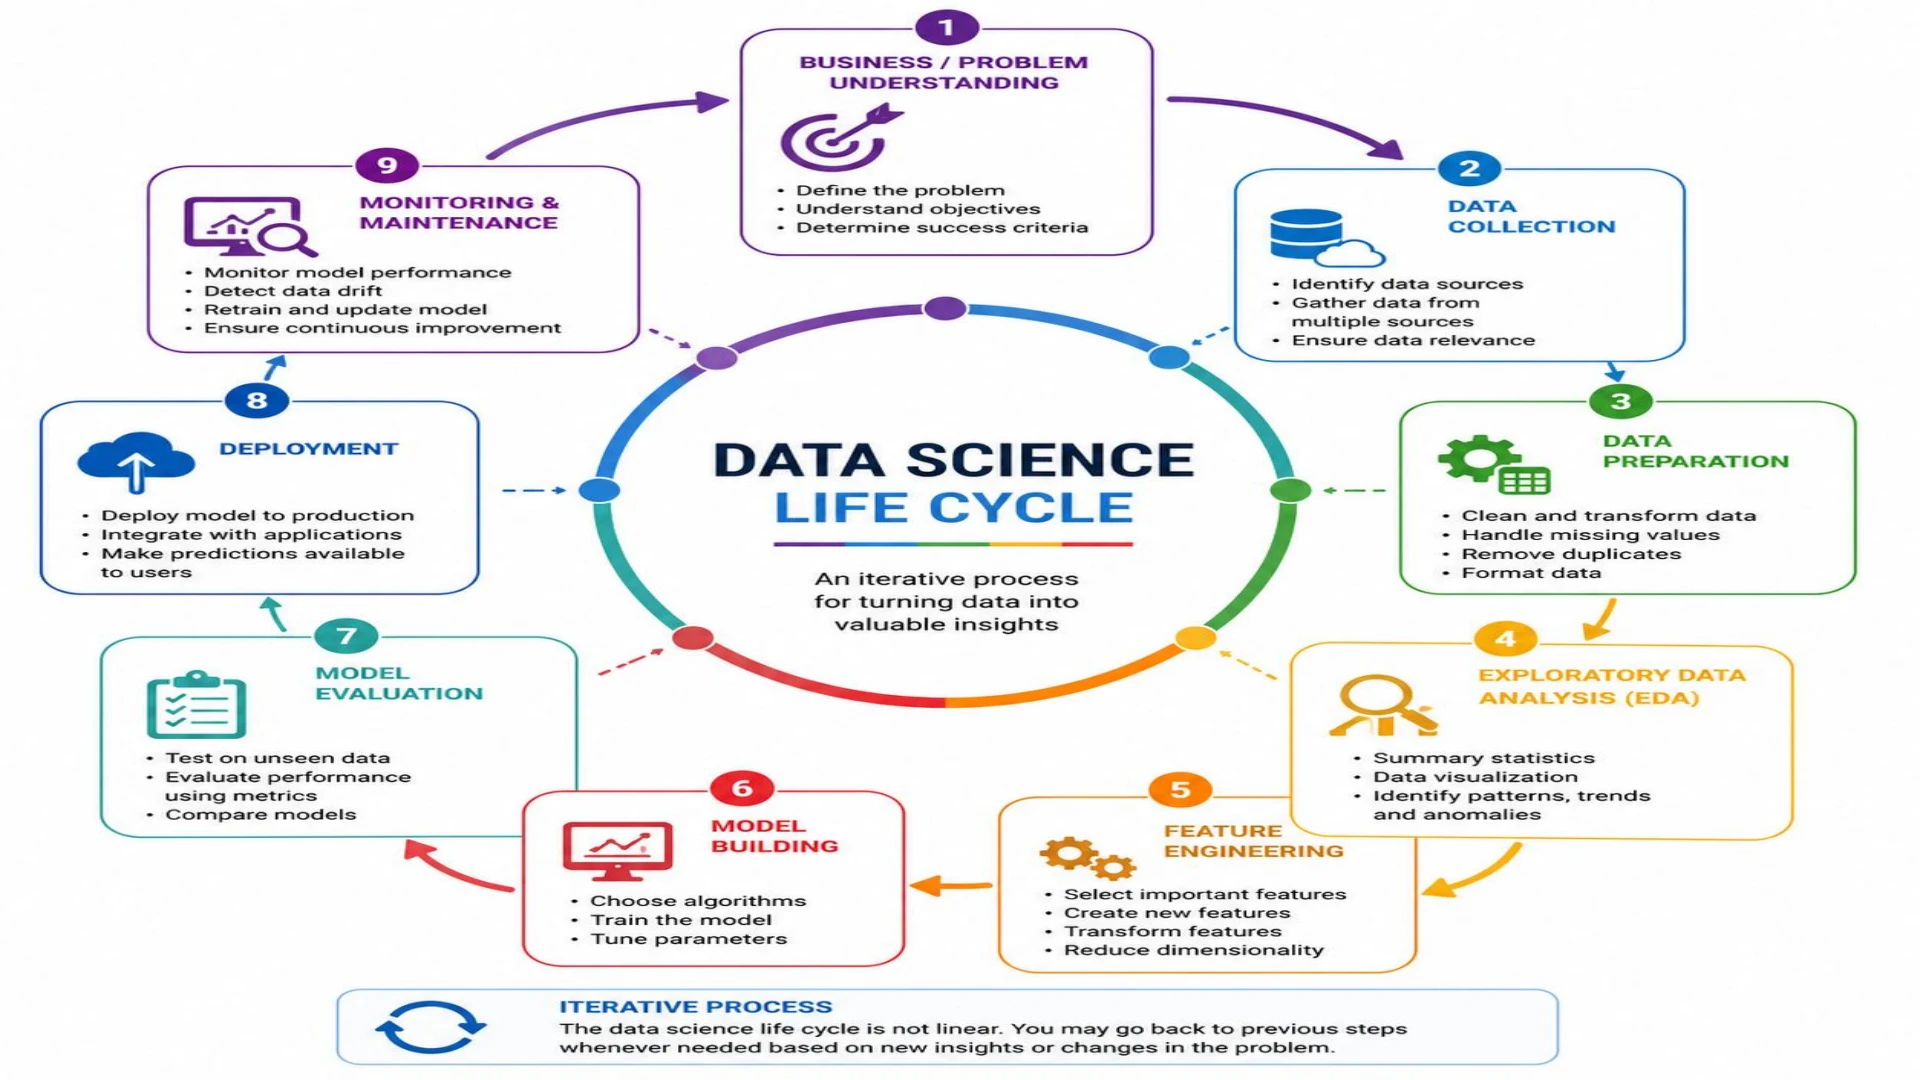 1
BUSINESS / PROBLEM
UNDERSTANDING
• Define the problem
• Understand objectives
• Determine success criteria
2
DATA
COLLECTION
• Identify data sources
• Gather data from
multiple sources
• Ensure data relevance
3
DATA
PREPARATION
• Clean and transform data
• Handle missing values
• Remove duplicates
• Format data
4
EXPLORATORY DATA
ANALYSIS (EDA)
• Summary statistics
• Data visualization
• Identify patterns, trends
and anomalies
5
FEATURE
ENGINEERING
• Select important features
• Create new features
• Transform features
• Reduce dimensionality
6
MODEL
BUILDING
• Choose algorithms
• Train the model
• Tune parameters
7
MODEL
EVALUATION
• Test on unseen data
• Evaluate performance
using metrics
• Compare models
8
DEPLOYMENT
• Deploy model to production
• Integrate with applications
• Make predictions available
to users
9
MONITORING &
MAINTENANCE
• Monitor model performance
• Detect data drift
• Retrain and update model
• Ensure continuous improvement
DATA SCIENCE
LIFE CYCLE
An iterative process
for turning data into
valuable insights
ITERATIVE PROCESS
The data science life cycle is not linear. You may go back to previous steps
whenever needed based on new insights or changes in the problem.